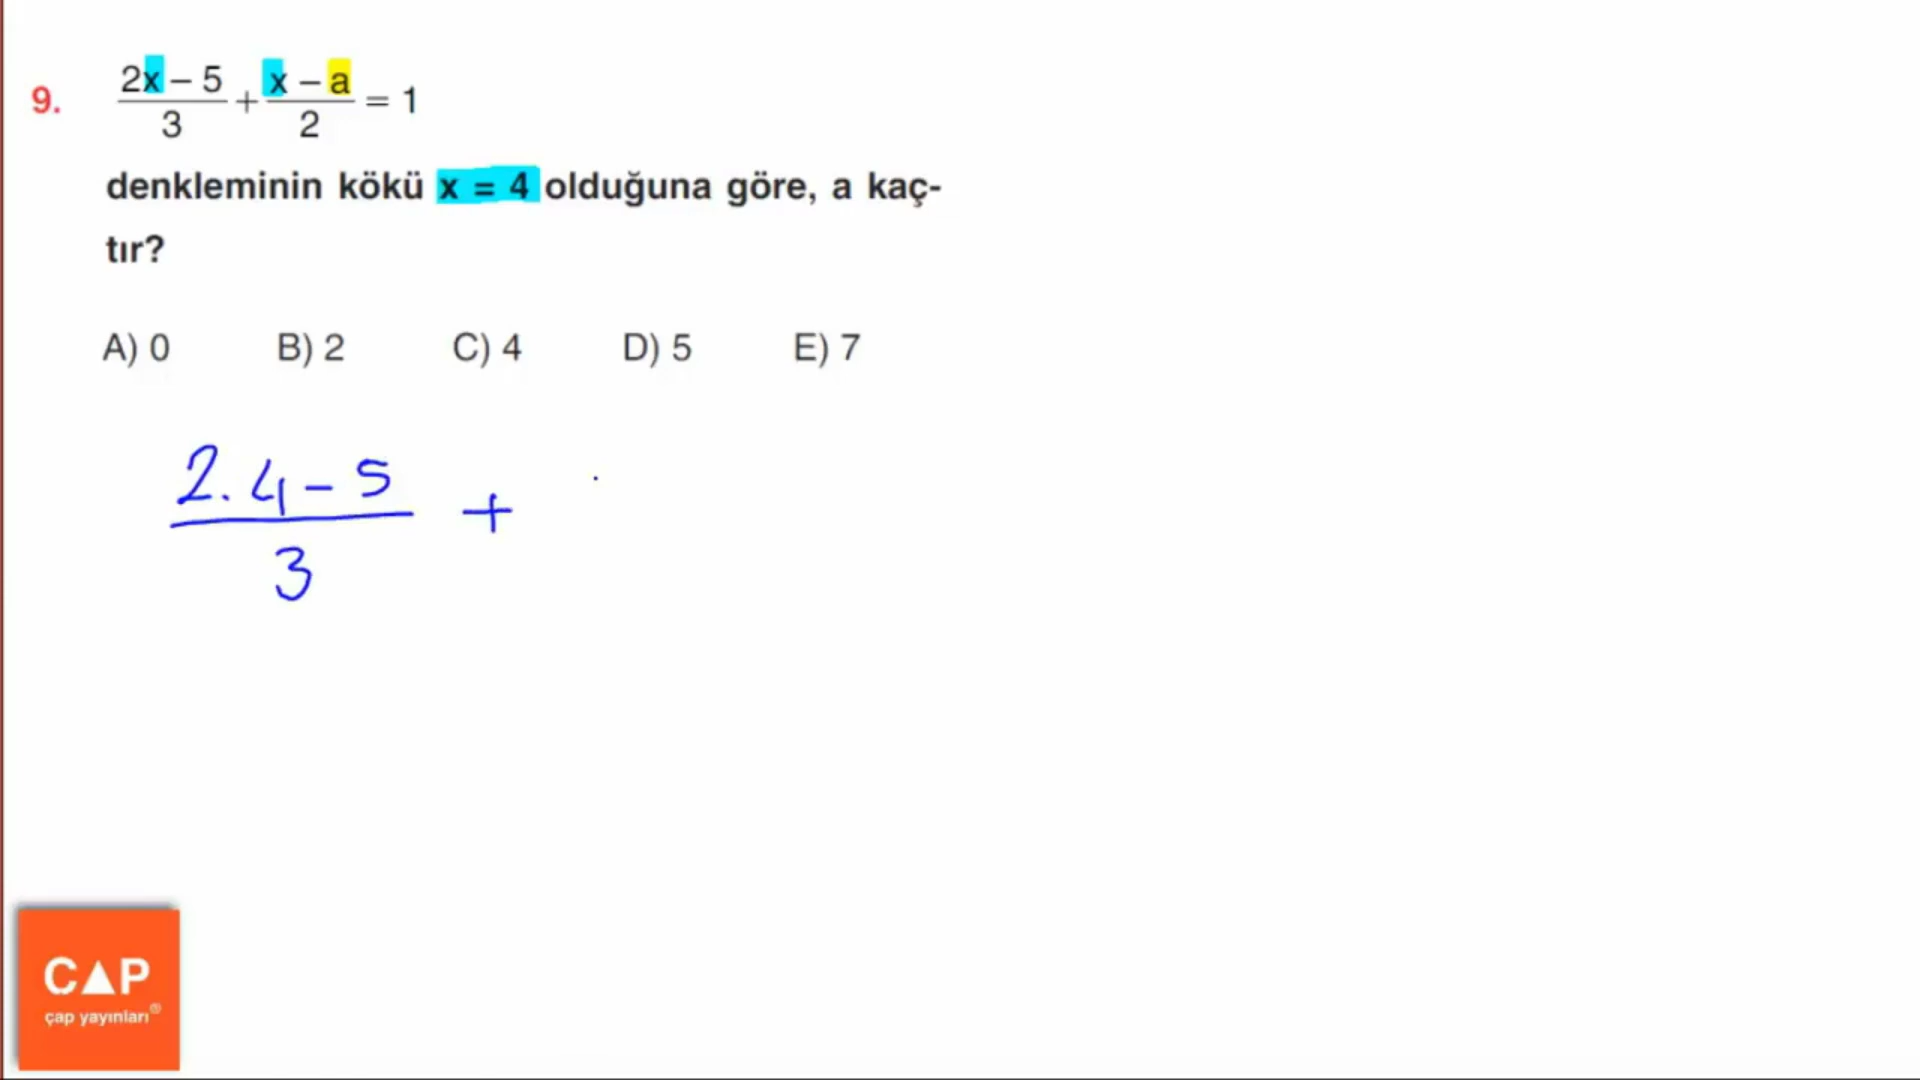 9. (2x – 5)/3 + (x – a)/2 = 1
denkleminin kökü x = 4 olduğuna göre, a kaç-
tır?
A) 0 B) 2 C) 4 D) 5 E) 7
(2.4 – 5)/3 +
CAP
çap yayınları®